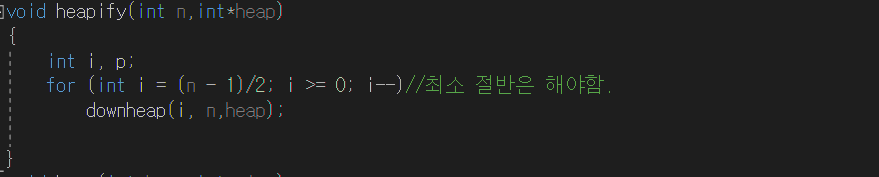 void heapify(int n,int*heap)
{
int i, p;
for (int i = (n - 1)/2; i >= 0; i--)//최소 절반은 해야함.
downheap(i, n,heap);
}